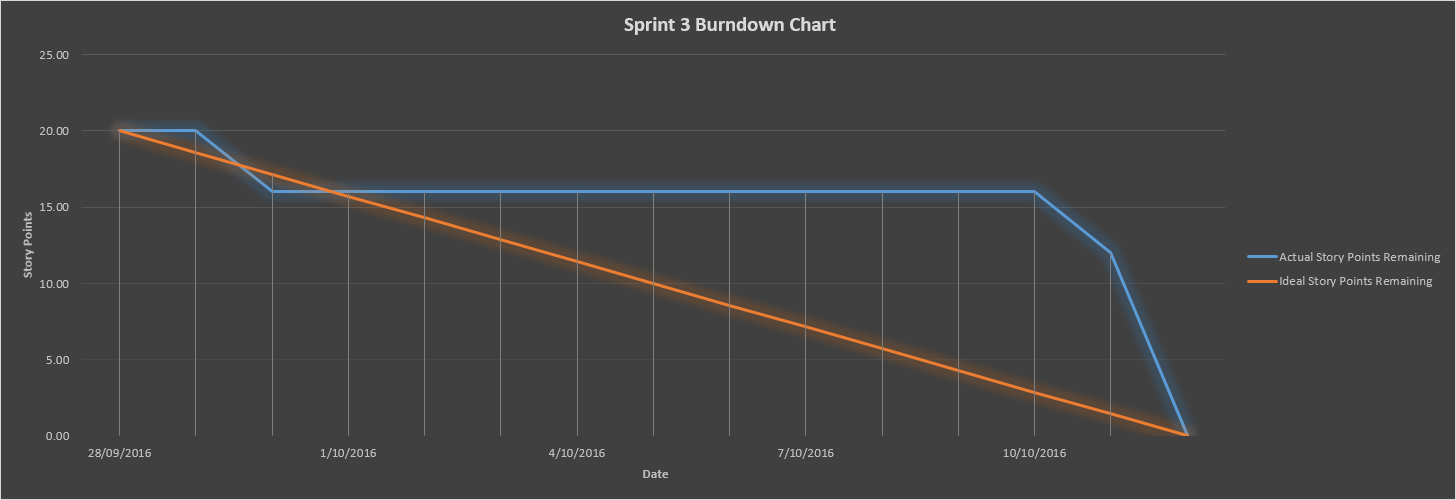 Sprint 3 Burndown Chart
25.00
20.00
15.00
10.00
5.00
0.00
Story Points
28/09/2016 1/10/2016 4/10/2016 7/10/2016 10/10/2016
Date
Actual Story Points Remaining
Ideal Story Points Remaining